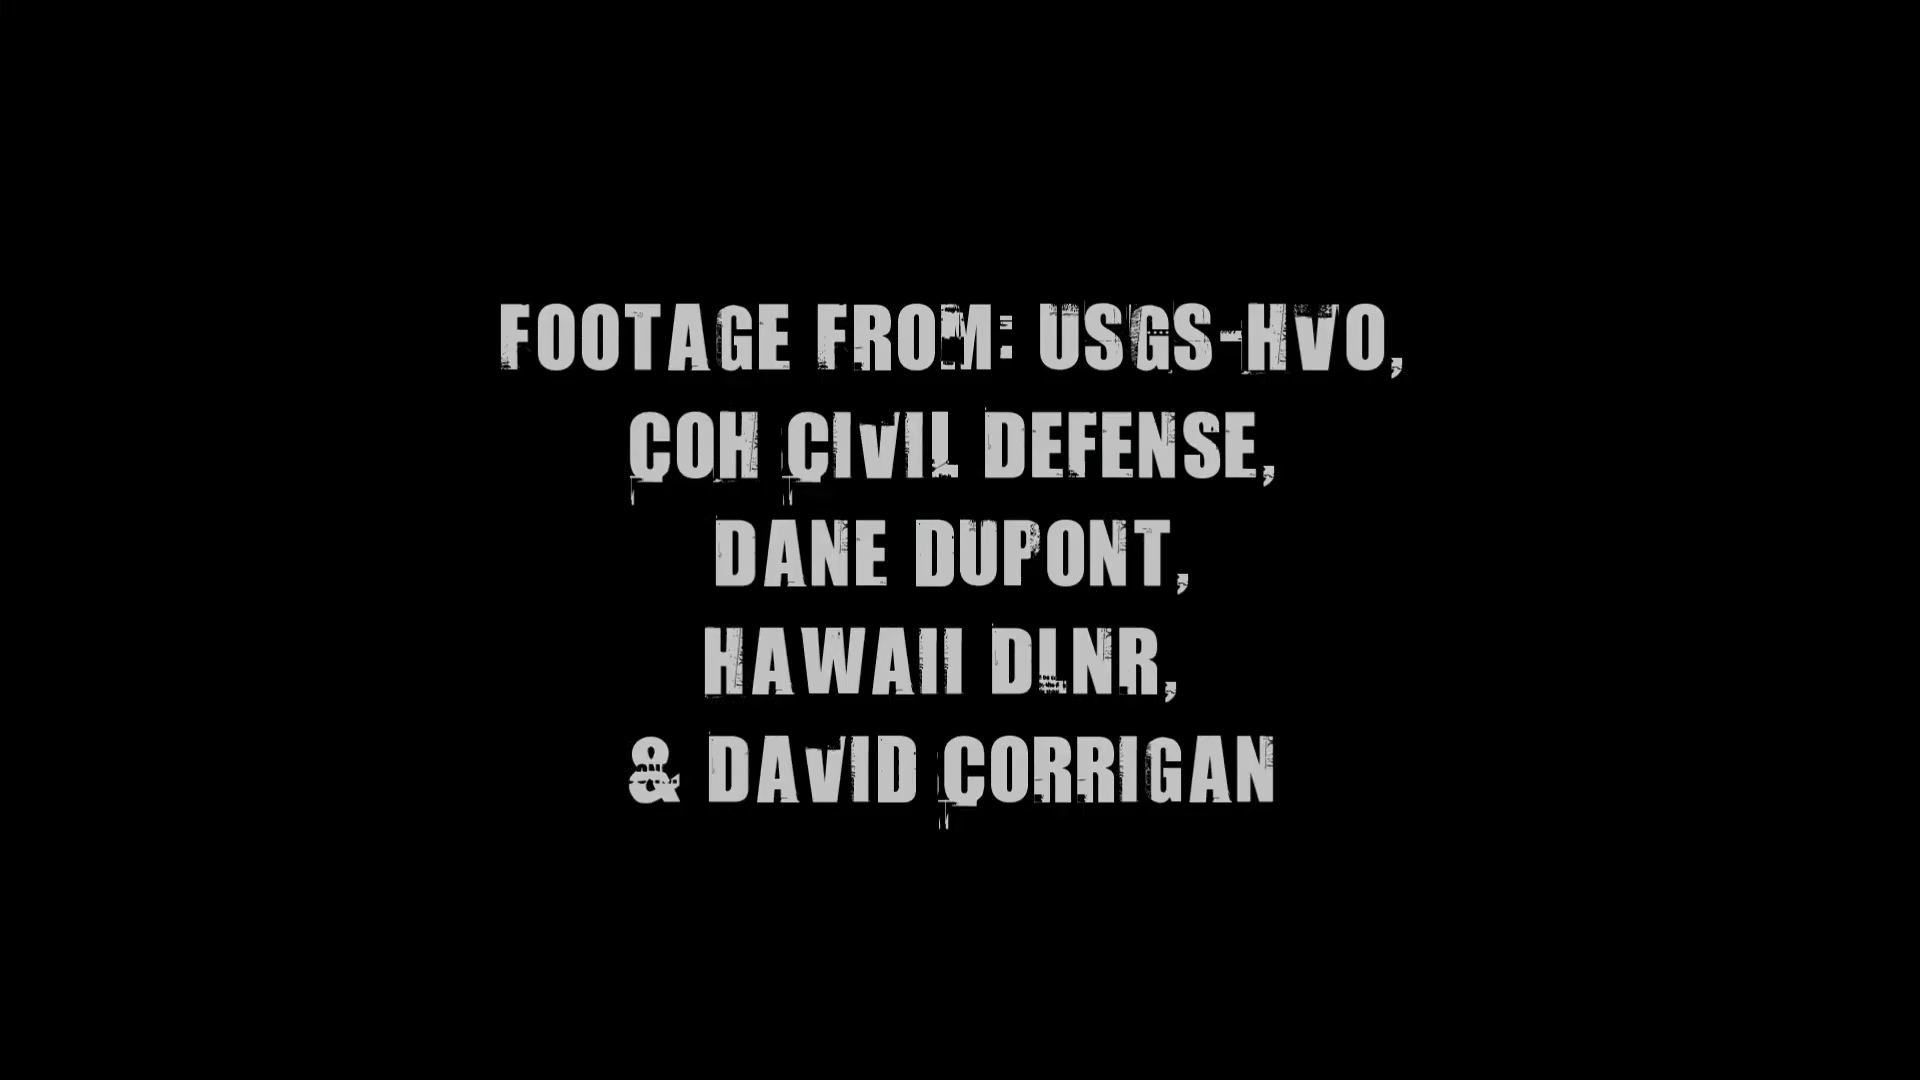 FOOTAGE FROM: USGS-HVO,
COH CIVIL DEFENSE,
DANE DUPONT,
HAWAII DLNR,
& DAVID CORRIGAN